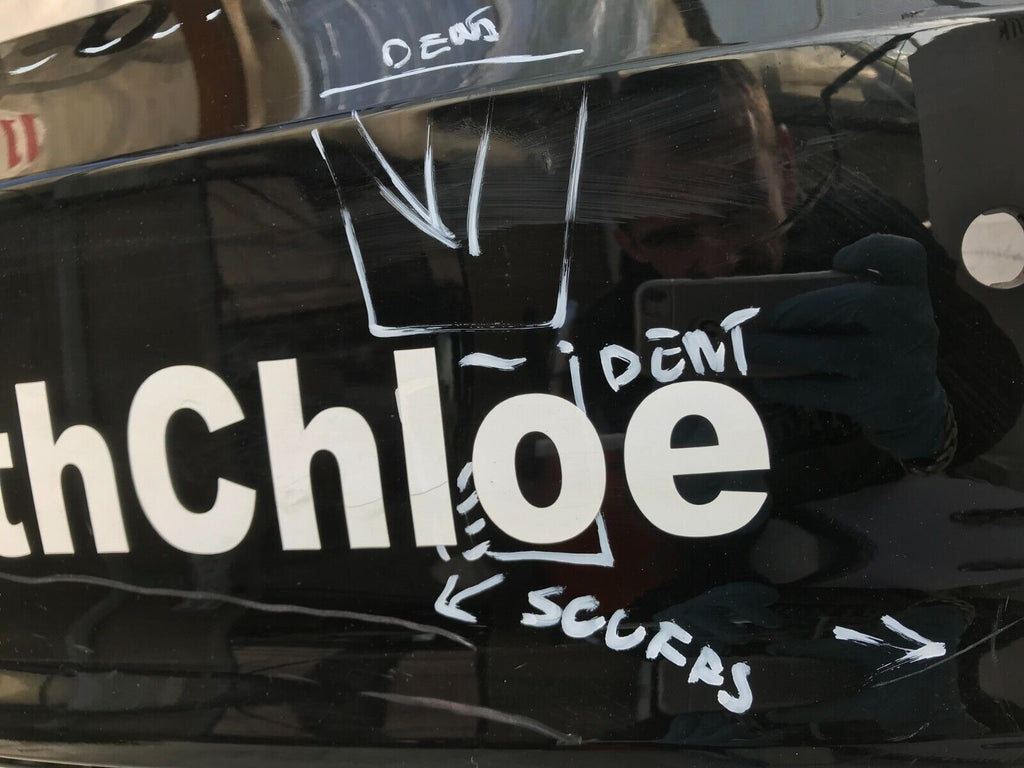 DENT
thChloe
DENT
SCUFFS